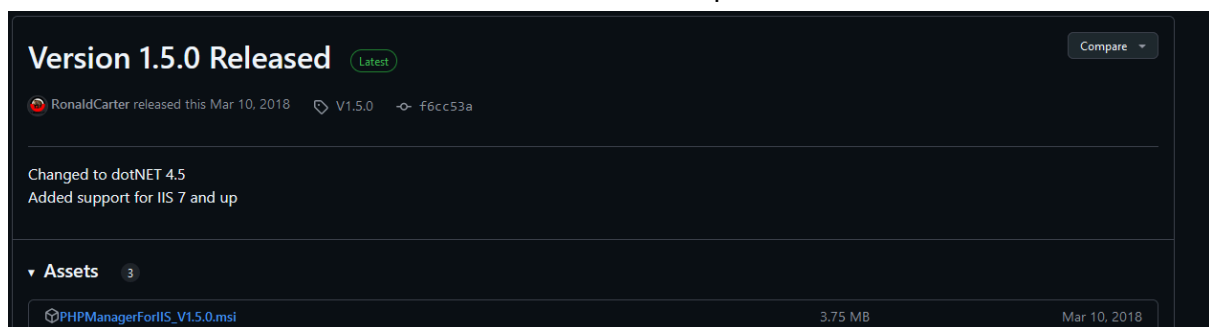 Version 1.5.0 Released Latest Compare
RonaldCarter released this Mar 10, 2018 V1.5.0 f6cc53a
Changed to dotNET 4.5
Added support for IIS 7 and up
Assets 3
PHPManagerForIIS_V1.5.0.msi 3.75 MB Mar 10, 2018